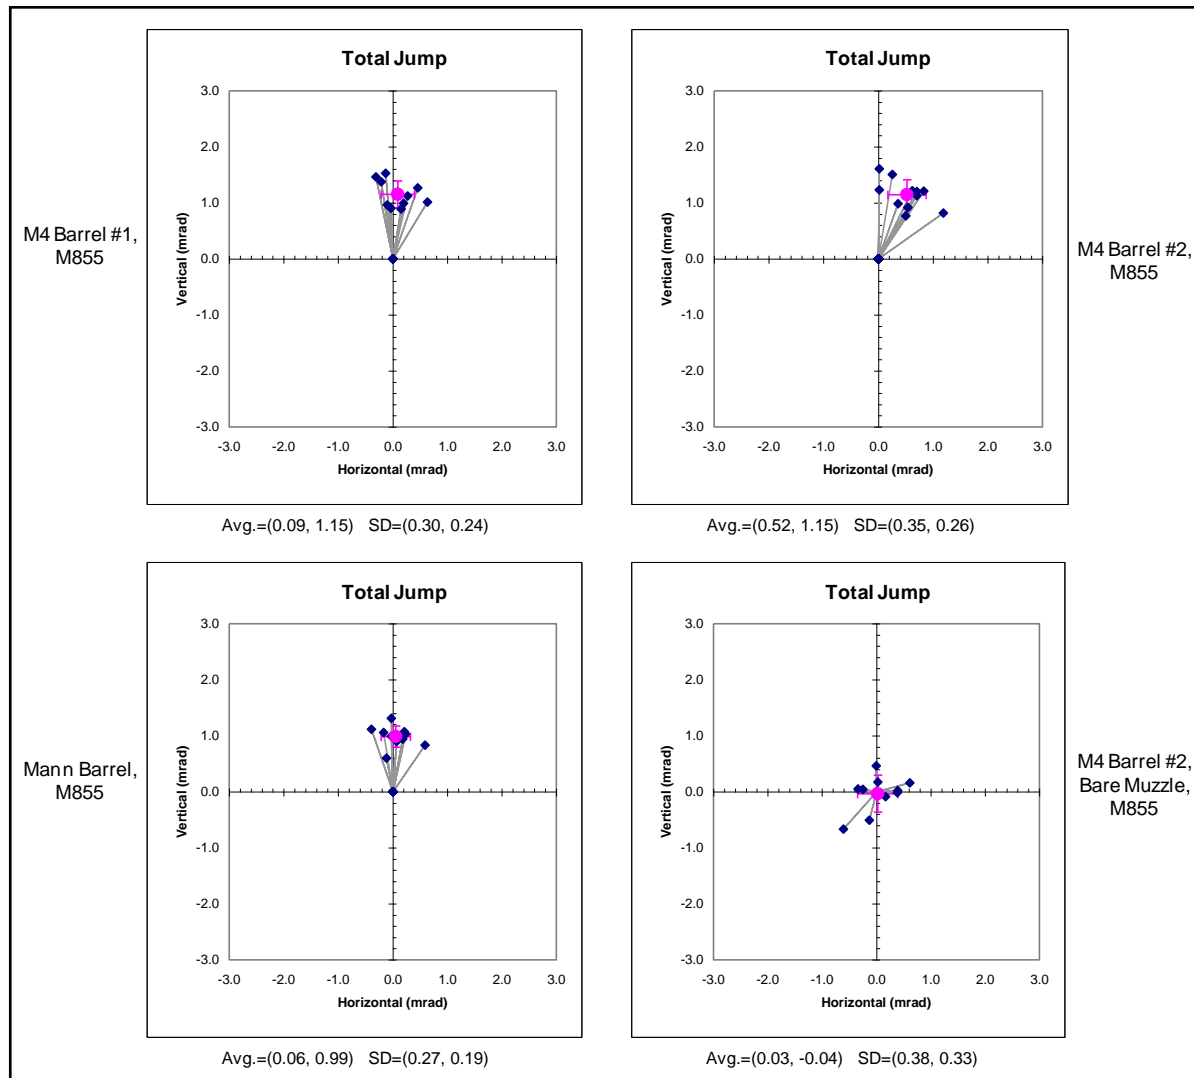 Total Jump
3.0
2.0
1.0
0.0
-1.0
-2.0
-3.0
Vertical (mrad)
-3.0 -2.0 -1.0 0.0 1.0 2.0 3.0
Horizontal (mrad)
M4 Barrel #1,
M855
Avg.=(0.09, 1.15) SD=(0.30, 0.24)
Total Jump
3.0
2.0
1.0
0.0
-1.0
-2.0
-3.0
Vertical (mrad)
-3.0 -2.0 -1.0 0.0 1.0 2.0 3.0
Horizontal (mrad)
M4 Barrel #2,
M855
Avg.=(0.52, 1.15) SD=(0.35, 0.26)
Total Jump
3.0
2.0
1.0
0.0
-1.0
-2.0
-3.0
Vertical (mrad)
-3.0 -2.0 -1.0 0.0 1.0 2.0 3.0
Horizontal (mrad)
Mann Barrel,
M855
Avg.=(0.06, 0.99) SD=(0.27, 0.19)
Total Jump
3.0
2.0
1.0
0.0
-1.0
-2.0
-3.0
Vertical (mrad)
-3.0 -2.0 -1.0 0.0 1.0 2.0 3.0
Horizontal (mrad)
M4 Barrel #2,
Bare Muzzle,
M855
Avg.=(0.03, -0.04) SD=(0.38, 0.33)